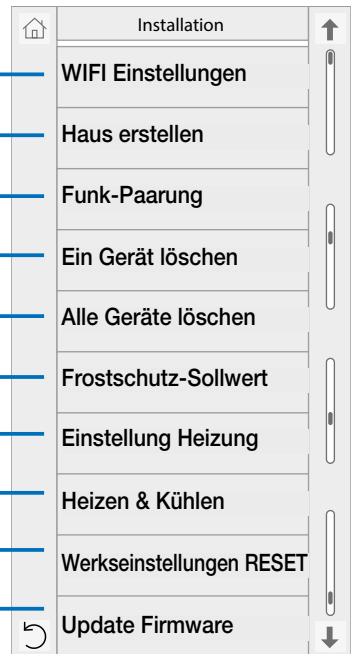 Installation
WIFI Einstellungen
Haus erstellen
Funk-Paarung
Ein Gerät löschen
Alle Geräte löschen
Frostschutz-Sollwert
Einstellung Heizung
Heizen & Kühlen
Werkseinstellungen RESET
Update Firmware